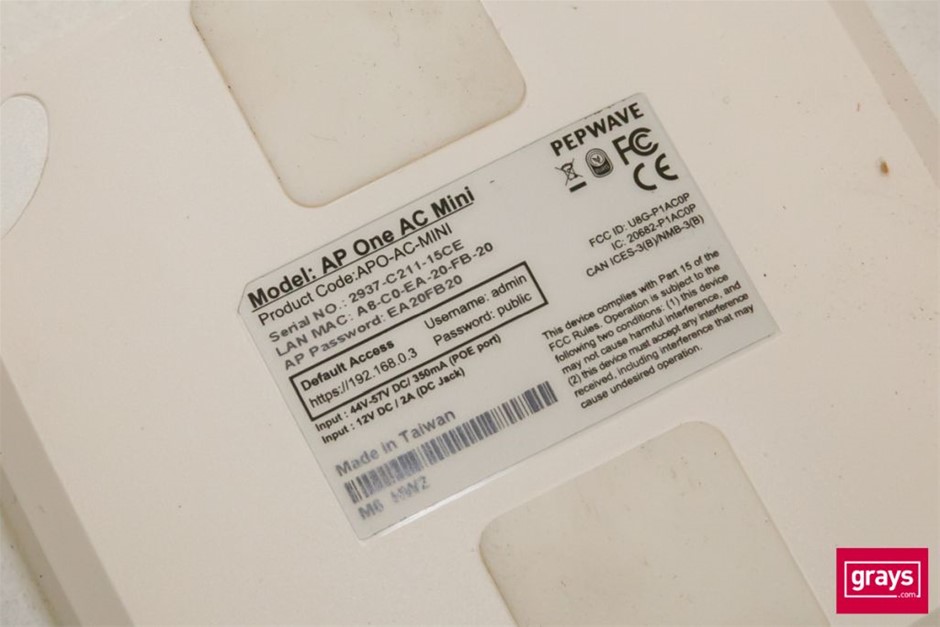 PEPWAVE
FC
CE
Model: AP One AC Mini
Product Code:APO-AC-MINI
Serial NO.: 2937-C211-15CE
LAN MAC: A8-C0-EA-20-FB-20
AP Password: EA20FB20
Default Access
https://192.168.0.3
Username: admin
Password: public
Input : 44V-57V DC/ 350mA (POE port)
Input : 12V DC / 2A (DC Jack)
Made in Taiwan
M6
FCC ID: U8G-P1AC0P
IC: 20682-P1AC0P
CAN ICES-3(B)/NMB-3(B)
This device complies with Part 15 of the
FCC Rules. Operation is subject to the
following two conditions: (1) this device
may not cause harmful interference, and
(2) this device must accept any interference
received, including interference that may
cause undesired operation.
grays
.com